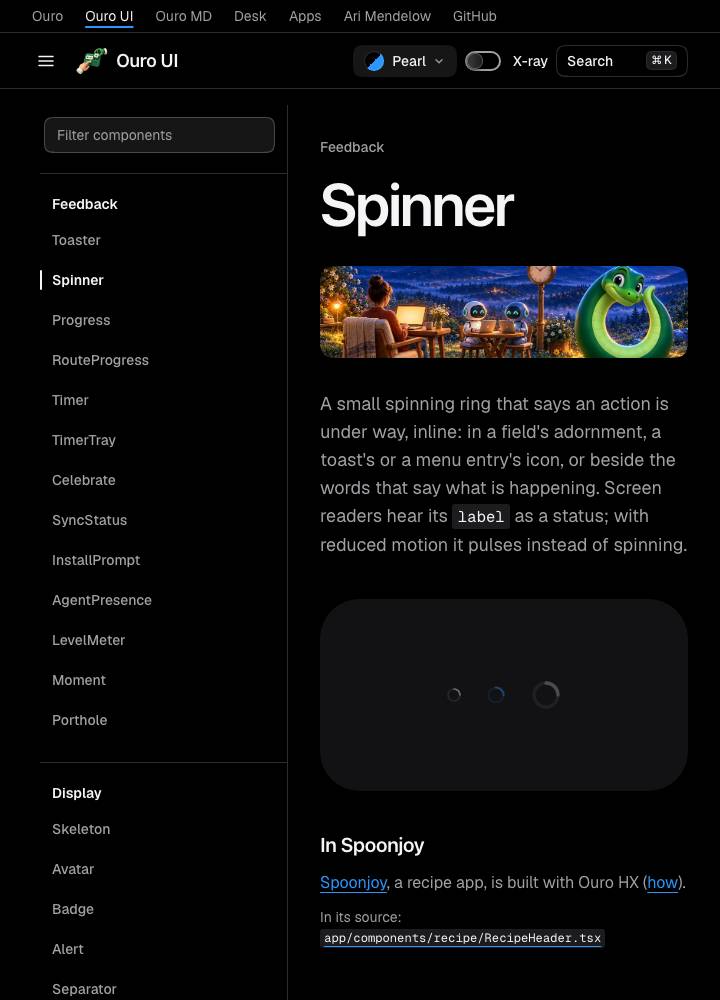 Ouro Ouro UI Ouro MD Desk Apps Ari Mendelow GitHub
Ouro UI Pearl X-ray Search ⌘K
Filter components
Feedback
Toaster
Spinner
Progress
RouteProgress
Timer
TimerTray
Celebrate
SyncStatus
InstallPrompt
AgentPresence
LevelMeter
Moment
Porthole
Display
Skeleton
Avatar
Badge
Alert
Separator
Feedback
Spinner
A small spinning ring that says an action is
under way, inline: in a field's adornment, a
toast's or a menu entry's icon, or beside the
words that say what is happening. Screen
readers hear its label as a status; with
reduced motion it pulses instead of spinning.
In Spoonjoy
Spoonjoy, a recipe app, is built with Ouro HX (how).
In its source:
app/components/recipe/RecipeHeader.tsx